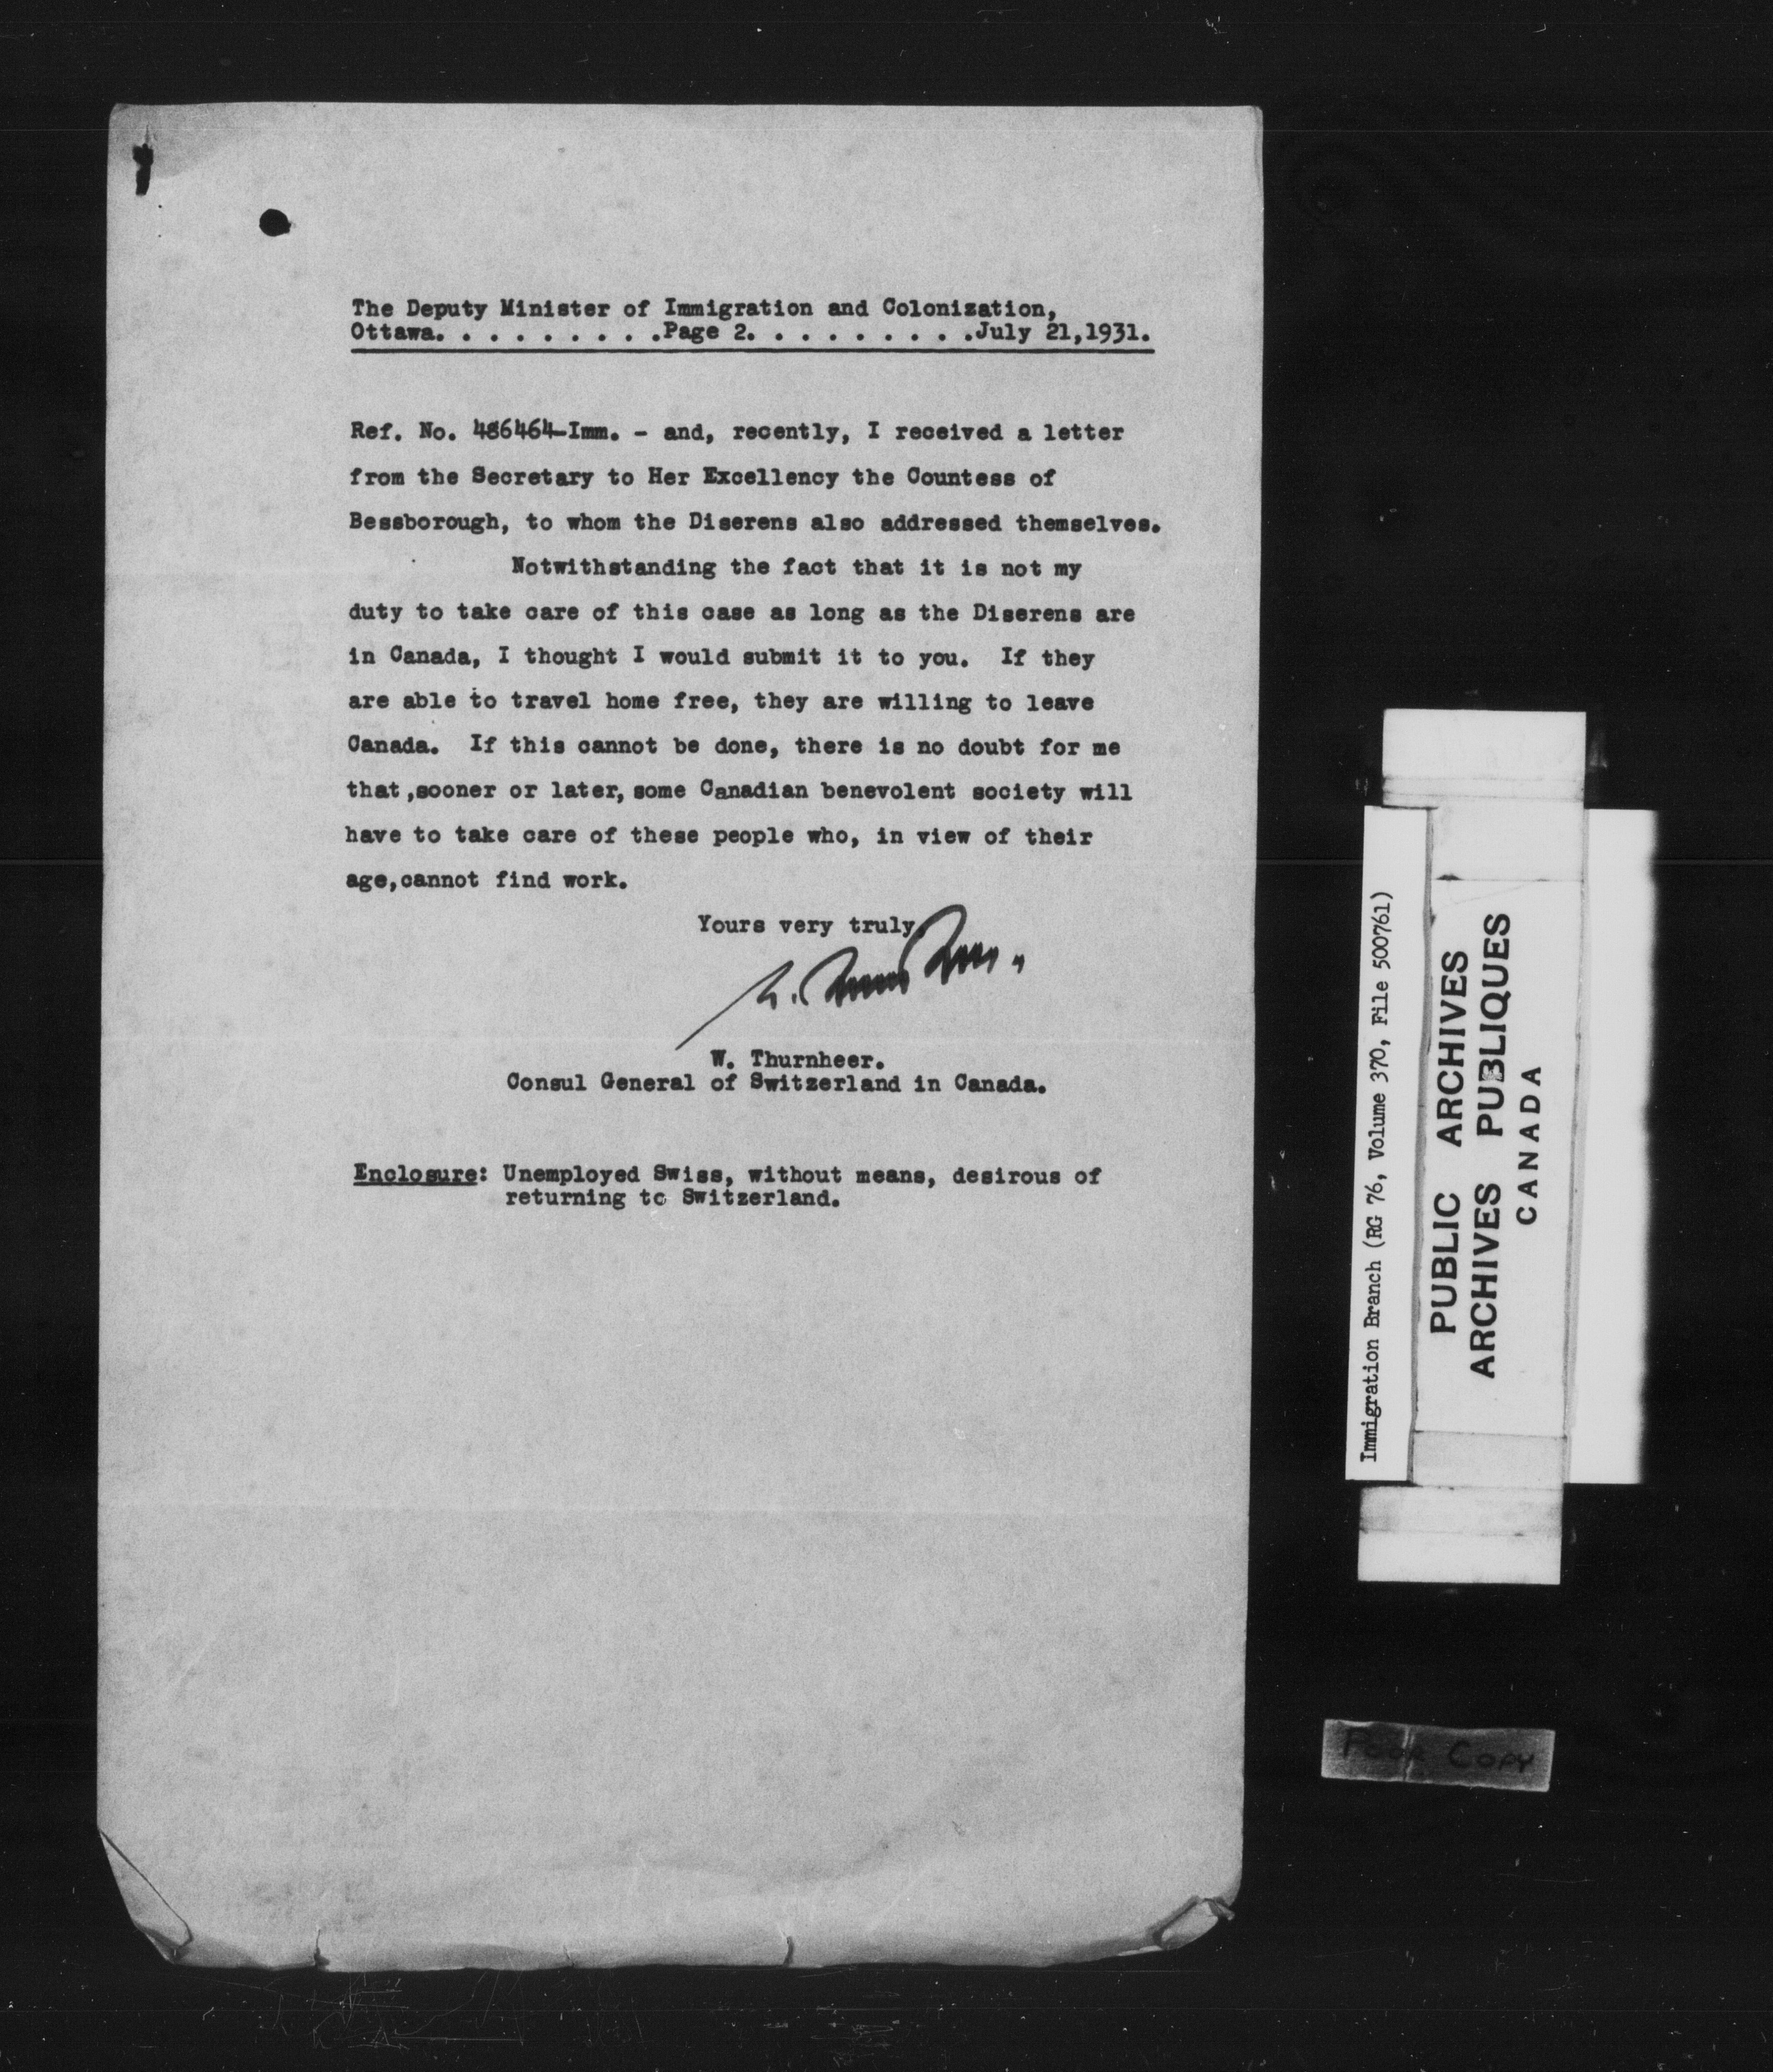 The Deputy Minister of Immigration and Colonization,
Ottawa. . . . . . . . . .Page 2. . . . . . . . . .July 21,1931.
Ref. No. 486464-Imm. - and, recently, I received a letter
from the Secretary to Her Excellency the Countess of
Bessborough, to whom the Diserens also addressed themselves.
Notwithstanding the fact that it is not my
duty to take care of this case as long as the Diserens are
in Canada, I thought I would submit it to you. If they
are able to travel home free, they are willing to leave
Canada. If this cannot be done, there is no doubt for me
that ,sooner or later, some Canadian benevolent society will
have to take care of these people who, in view of their
age,cannot find work.
Yours very truly,
W. Thurnheer.
Consul General of Switzerland in Canada.
Enclosure: Unemployed Swiss, without means, desirous of
returning to Switzerland.
Immigration Branch (RG 76, Volume 370, File 500761)
PUBLIC ARCHIVES
ARCHIVES PUBLIQUES
CANADA
Poor Copy